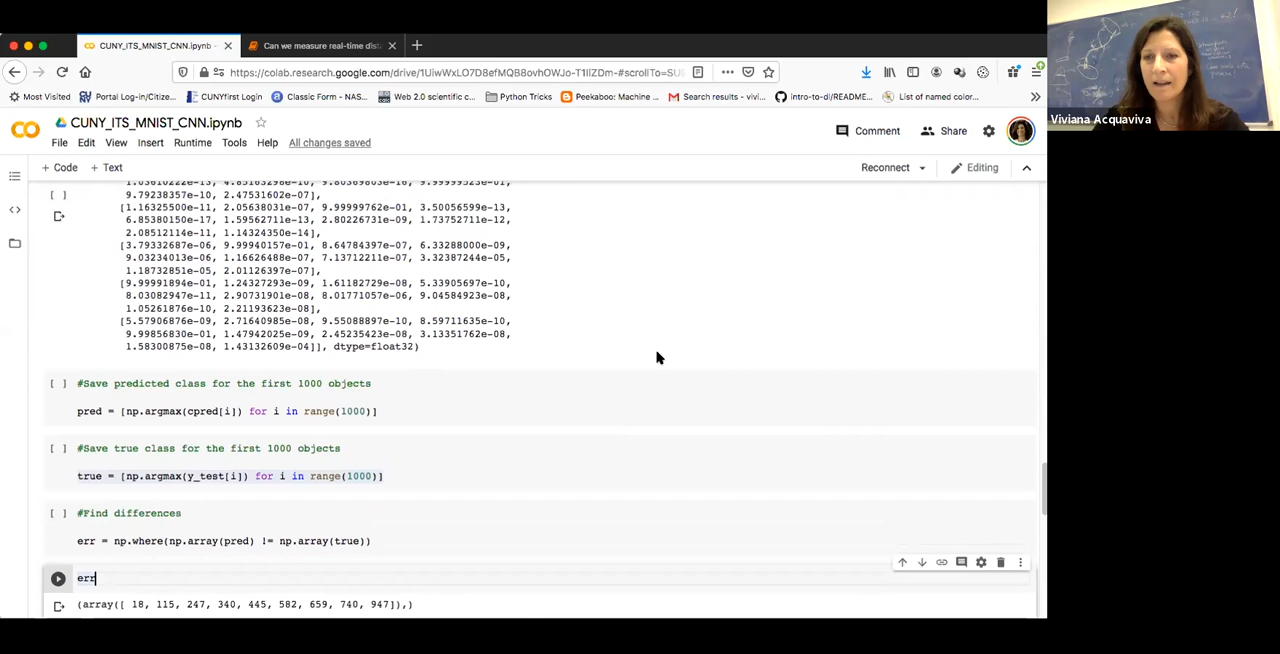 CUNY_ITS_MNIST_CNN.ipynb -
Can we measure real-time dist
https://colab.research.google.com/drive/1UiwWxLO7D8efMQB8ovhOWJo-T1lIZDm-#scrollTo=SU
Most Visited
Portal Log-in/Citize...
CUNYfirst Login
Classic Form - NAS...
Web 2.0 scientific c...
Python Tricks
Peekaboo: Machine ...
Search results - vivi...
intro-to-dl/README...
List of named color...
CUNY_ITS_MNIST_CNN.ipynb
Comment
Share
File Edit View Insert Runtime Tools Help All changes saved
+ Code + Text
Reconnect
Editing
9.79238357e-10, 2.47531602e-07],
[1.16325500e-11, 2.05638031e-07, 9.99999762e-01, 3.50056599e-13,
6.85380150e-17, 1.59562711e-13, 2.80226731e-09, 1.73752711e-12,
2.08512114e-11, 1.14324350e-14],
[3.79332687e-06, 9.99940157e-01, 8.64784397e-07, 6.33288000e-09,
9.03234013e-07, 1.16626488e-07, 7.13712211e-07, 3.32387244e-05,
1.18732851e-05, 2.01126397e-07],
[9.99991894e-01, 1.24327293e-09, 1.61182729e-08, 5.33905697e-10,
8.03082947e-11, 2.90731901e-08, 8.01771057e-06, 9.04584923e-08,
1.05261876e-10, 2.21193623e-08],
[5.57906876e-09, 2.71640985e-08, 9.55088897e-10, 8.59711635e-10,
9.99856830e-01, 1.47942025e-09, 2.45235423e-08, 3.13351762e-08,
1.58300875e-08, 1.43132609e-04]], dtype=float32)
[ ] #Save predicted class for the first 1000 objects
pred = [np.argmax(cpred[i]) for i in range(1000)]
[ ] #Save true class for the first 1000 objects
true = [np.argmax(y_test[i]) for i in range(1000)]
[ ] #Find differences
err = np.where(np.array(pred) != np.array(true))
err
(array([ 18, 115, 247, 340, 445, 582, 659, 740, 947]),)
Viviana Acquaviva